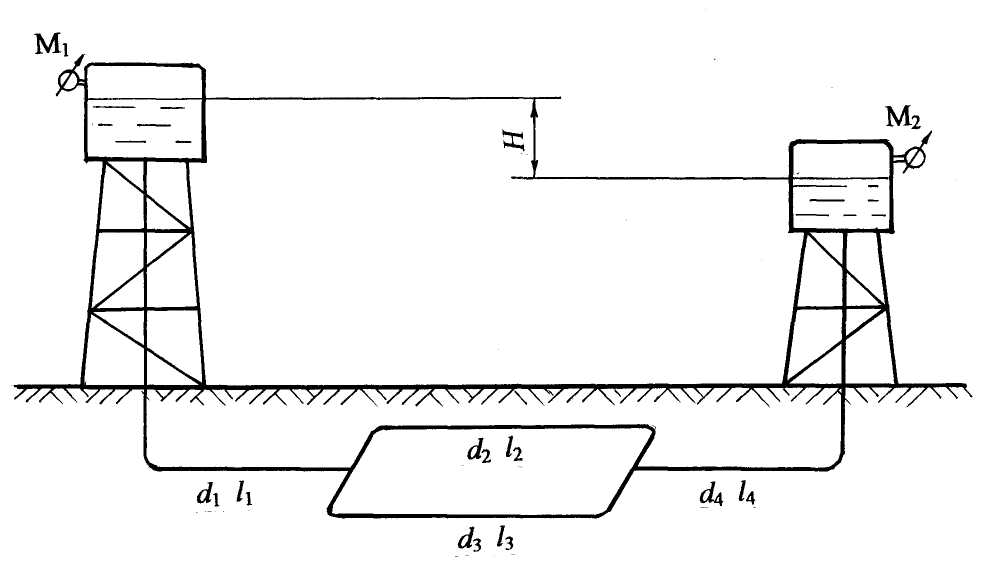 M₁
M₂
H
d₂ l₂
d₁ l₁
d₄ l₄
d₃ l₃